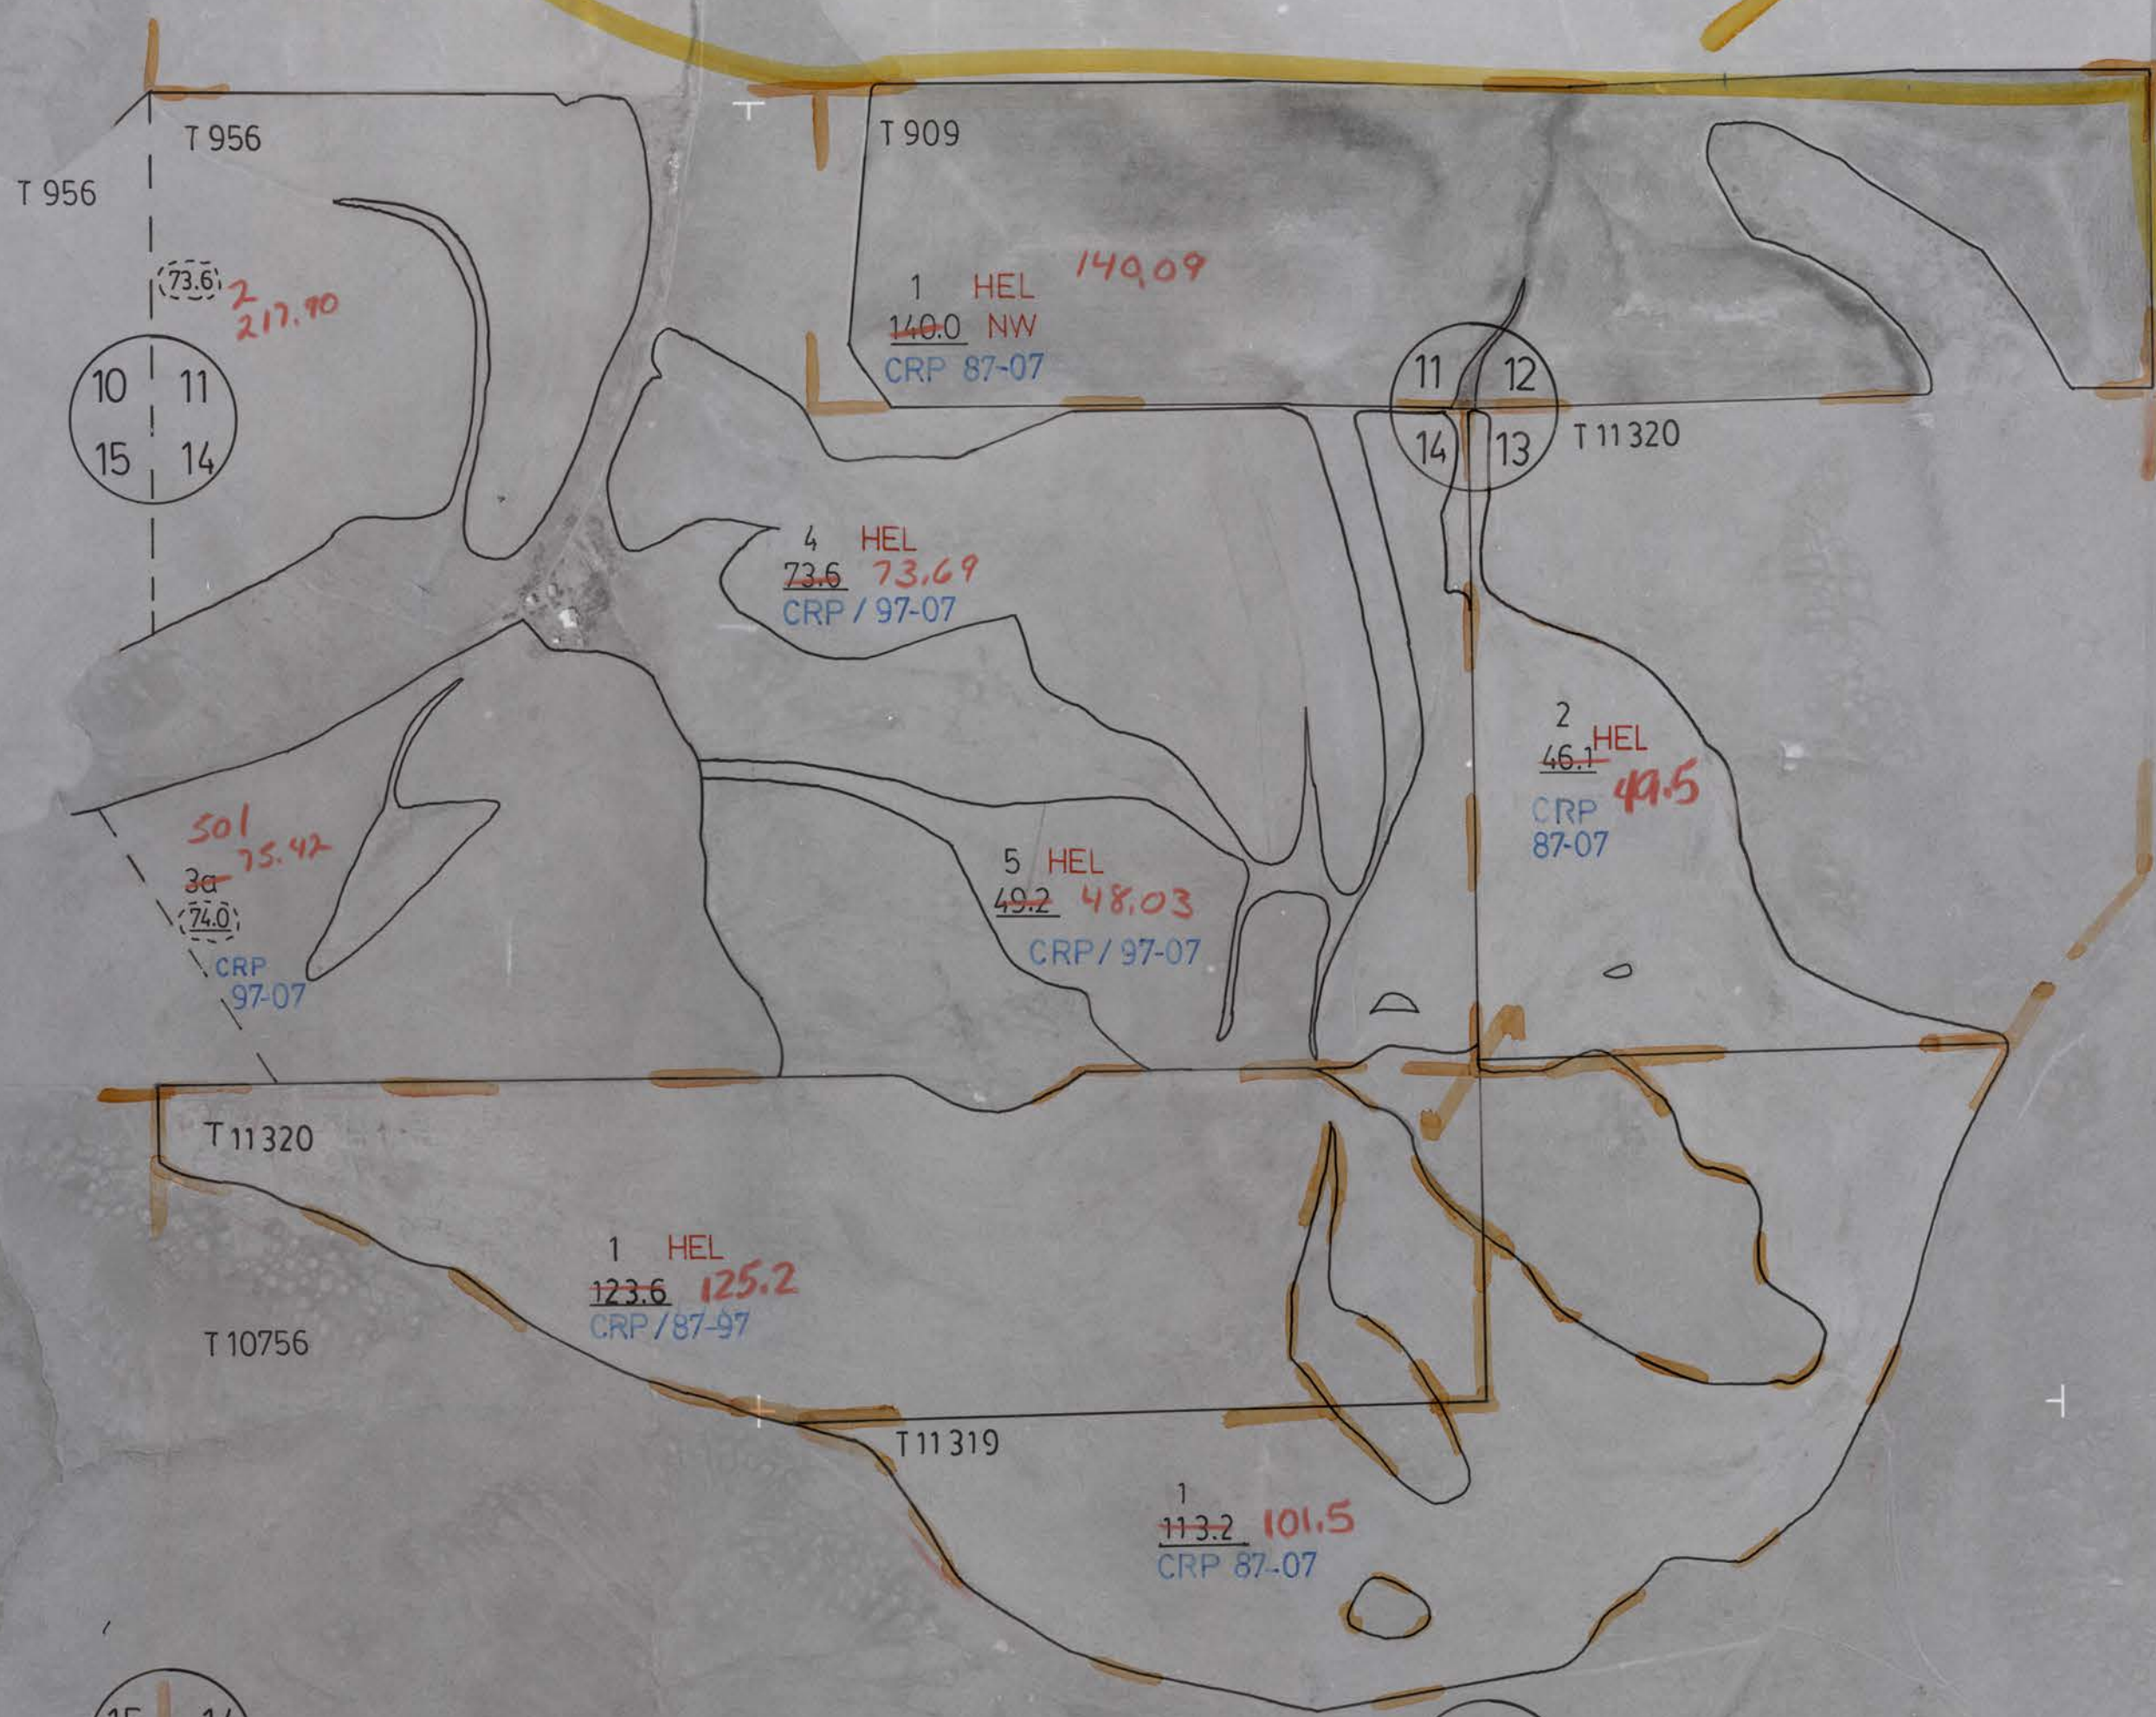 T 956
T 909
T 956
(73.6) 2
217.90
140.09
1 HEL
140.0 NW
CRP 87-07
10 11
15 14
11 12
14 13
T 11320
4 HEL
73.6 73.69
CRP / 97-07
2
46.1 HEL
49.5
CRP
87-07
501
75.42
3a
(74.0)
CRP
97-07
5 HEL
49.2 48.03
CRP / 97-07
T 11320
1 HEL
123.6 125.2
CRP / 87-97
T 10756
T 11319
1
113.2 101.5
CRP 87-07
15 14